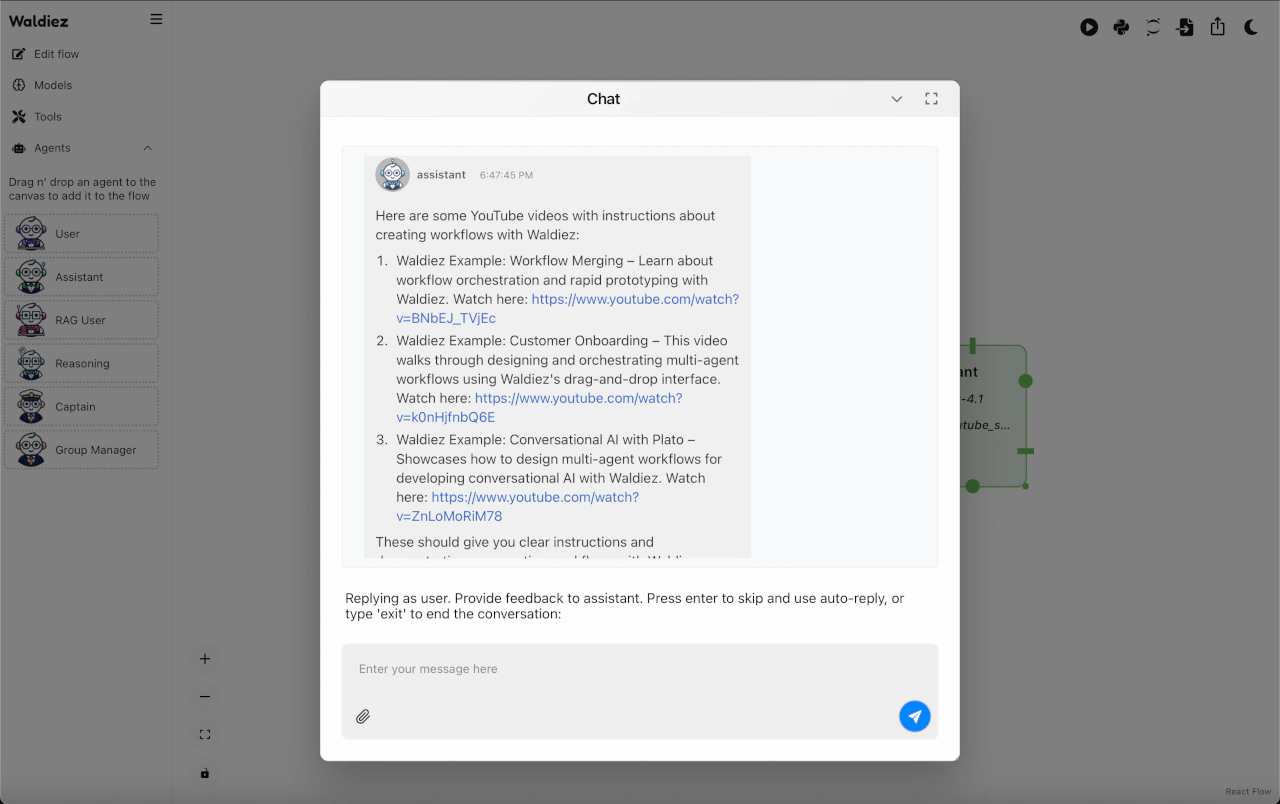 Waldiez
Edit flow
Models
Tools
Agents
Drag n' drop an agent to the
canvas to add it to the flow
User
Assistant
RAG User
Reasoning
Captain
Group Manager
Chat
assistant 6:47:45 PM
Here are some YouTube videos with instructions about
creating workflows with Waldiez:
1. Waldiez Example: Workflow Merging – Learn about
workflow orchestration and rapid prototyping with
Waldiez. Watch here: https://www.youtube.com/watch?
v=BNbEJ_TVjEc
2. Waldiez Example: Customer Onboarding – This video
walks through designing and orchestrating multi-agent
workflows using Waldiez's drag-and-drop interface.
Watch here: https://www.youtube.com/watch?
v=k0nHjfnbQ6E
3. Waldiez Example: Conversational AI with Plato –
Showcases how to design multi-agent workflows for
developing conversational AI with Waldiez. Watch
here: https://www.youtube.com/watch?
v=ZnLoMoRiM78
These should give you clear instructions and
Replying as user. Provide feedback to assistant. Press enter to skip and use auto-reply, or
type 'exit' to end the conversation:
Enter your message here
ant
-4.1
utube_s...
React Flow